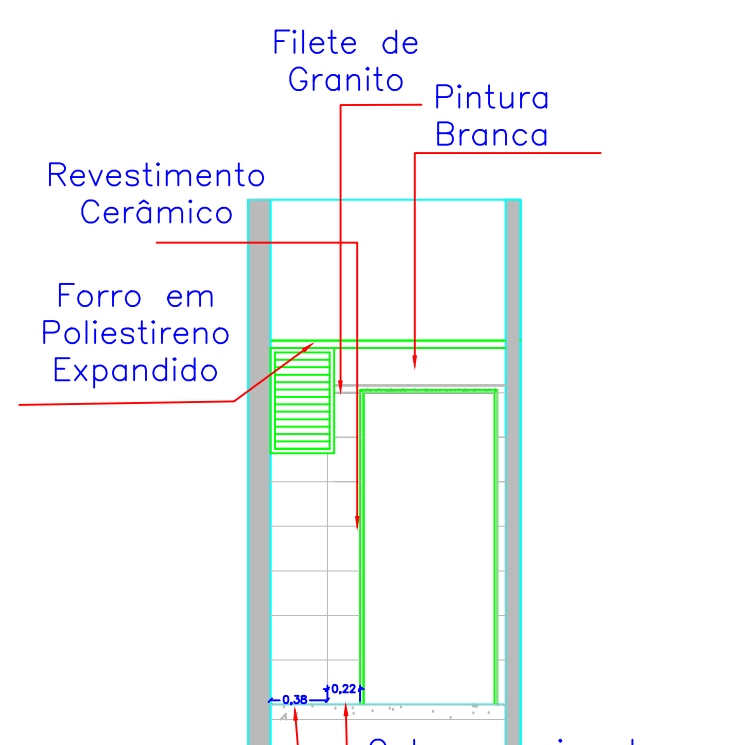 Filete de
Granito
Pintura
Branca
Revestimento
Cerâmico
Forro em
Poliestireno
Expandido
0,22
0,38